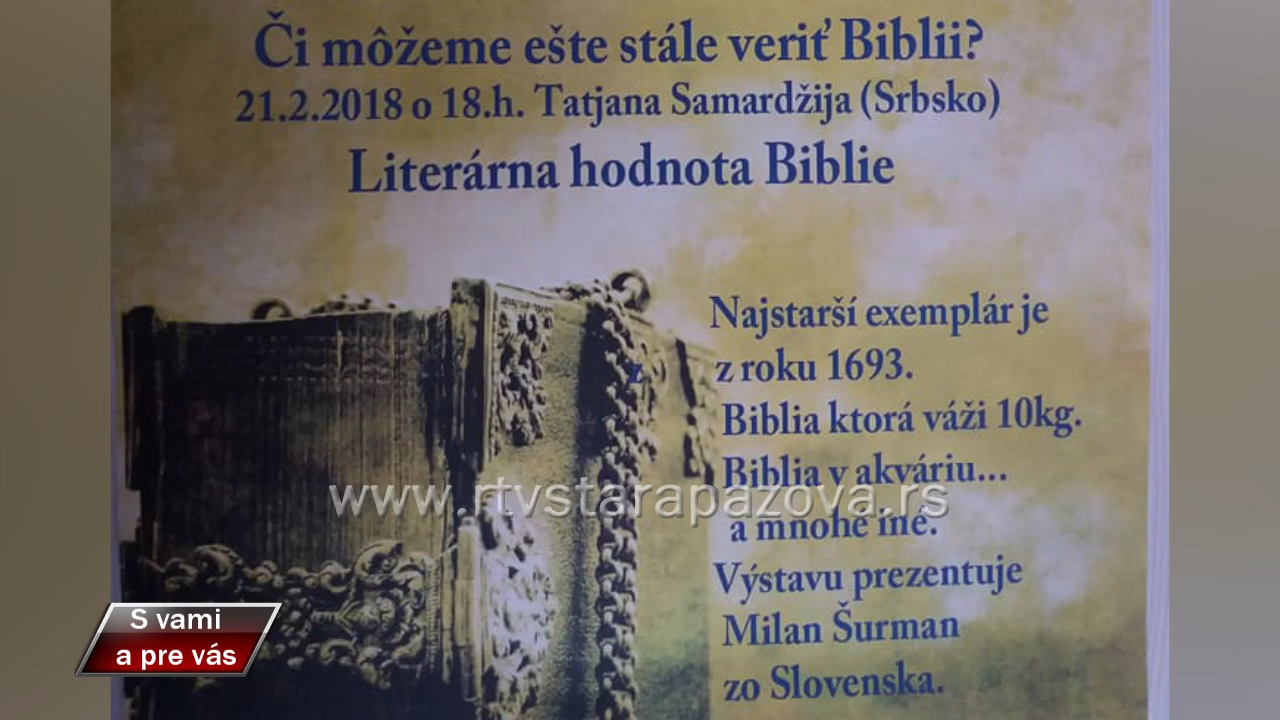 Či môžeme ešte stále veriť Biblii?
21.2.2018 o 18.h. Tatjana Samardžija (Srbsko)
Literárna hodnota Biblie
Najstarší exemplár je
z roku 1693.
Biblia ktorá váži 10kg.
Biblia v akváriu...
a mnohé iné.
Výstavu prezentuje
Milan Šurman
zo Slovenska.
z
www.rtvstarapazova.rs
S vami
a pre vás